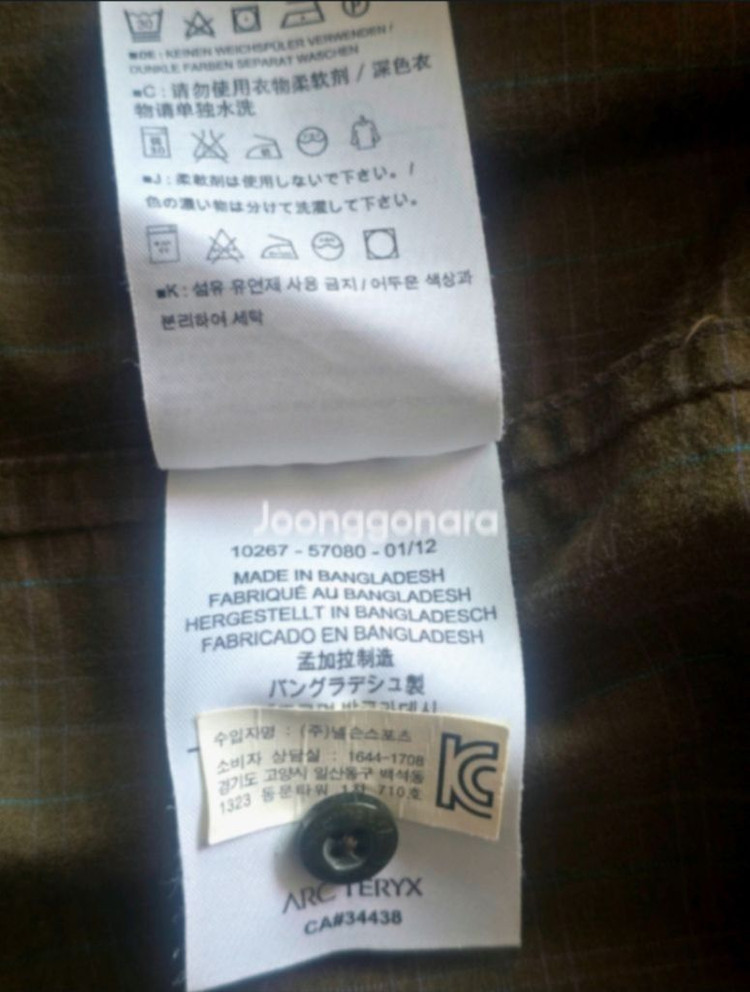 ■DE: KEINEN WEICHSPÜLER VERWENDEN /
DUNKLE FARBEN SEPARAT WASCHEN
■C : 请勿使用衣物柔软剂 / 深色衣
物请单独水洗
■J : 柔軟剤は使用しないで下さい。 /
色の濃い物は分けて洗濯して下さい。
■K : 섬유 유연제 사용 금지 / 어두운 색상과
분리하여 세탁
Joonggonara
10267 - 57080 - 01/12
MADE IN BANGLADESH
FABRIQUÉ AU BANGLADESH
HERGESTELLT IN BANGLADESCH
FABRICADO EN BANGLADESH
孟加拉制造
バングラデシュ製
수입자명 : (주)넬슨스포츠
소비자 상담실 : 1644-1708
경기도 고양시 일산동구 백석동
1323 동문타워 1차 710호
ARC'TERYX
CA#34438